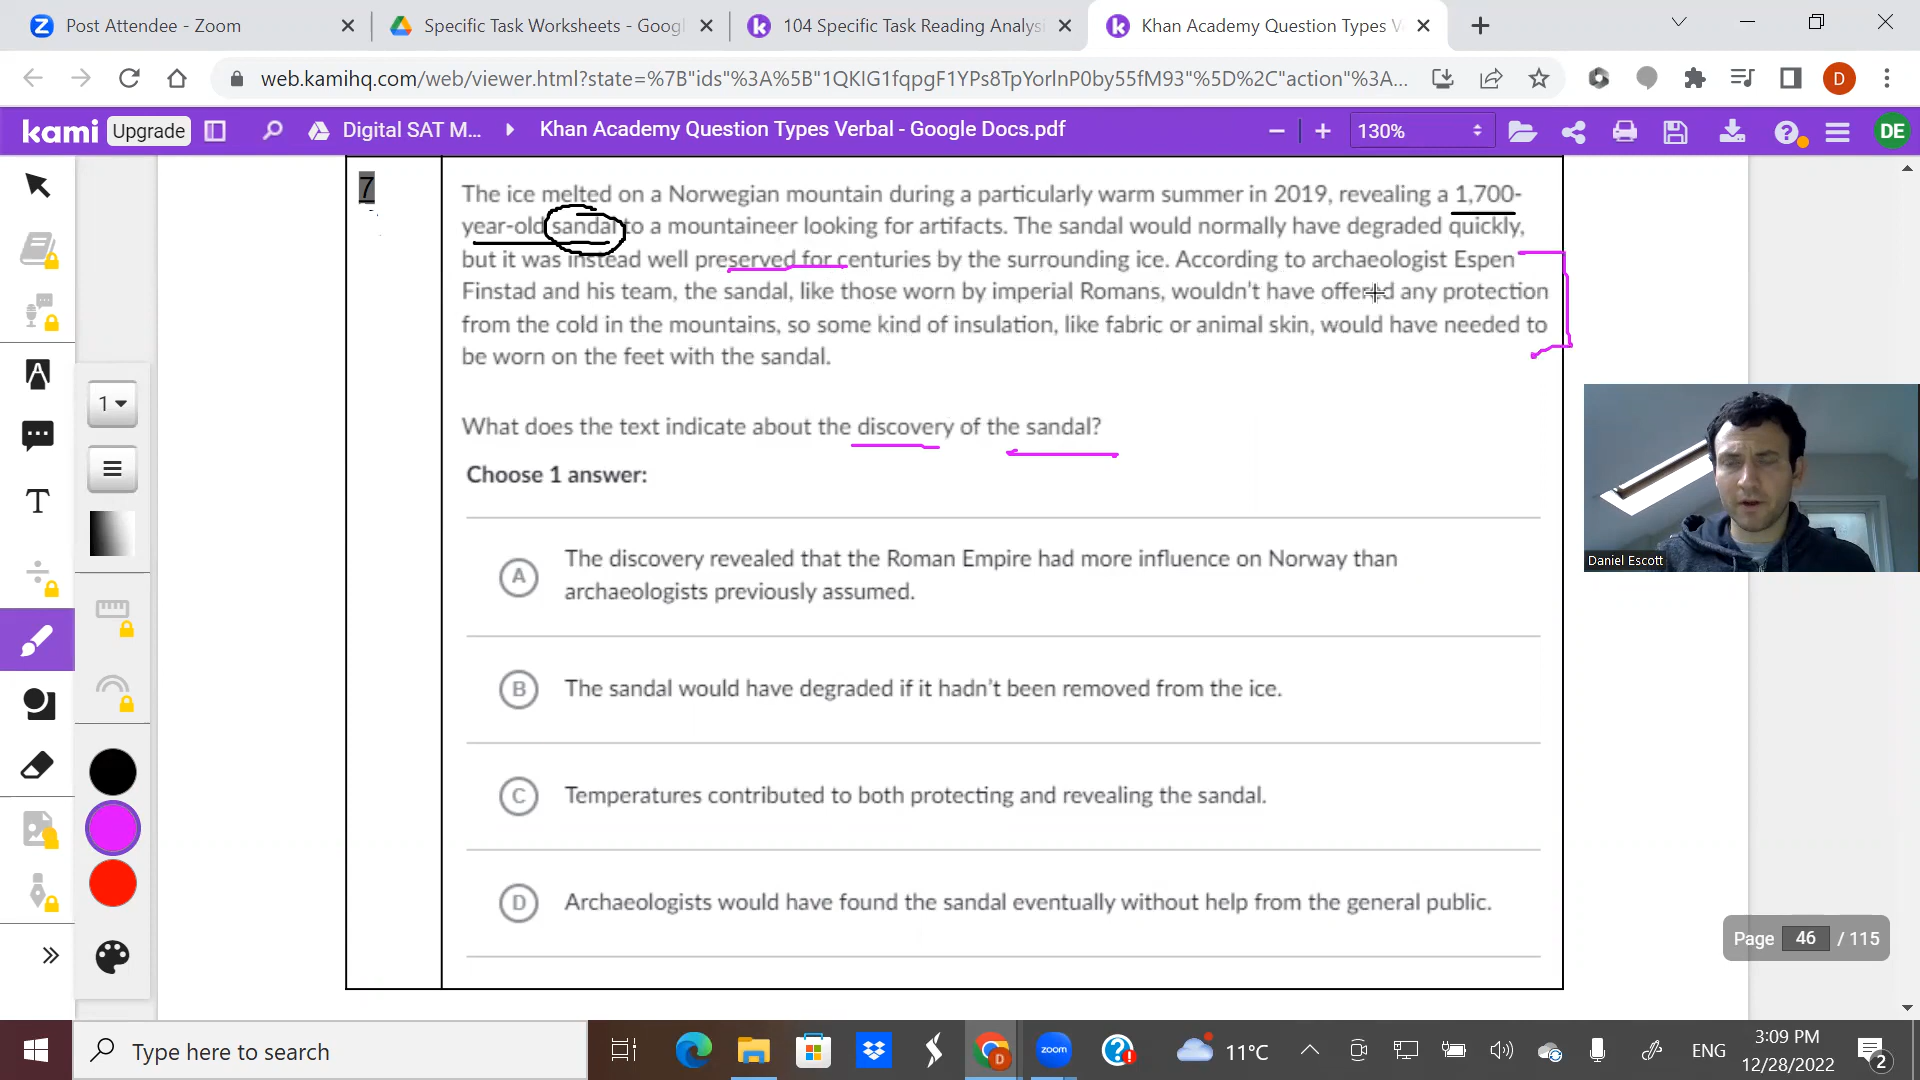 Post Attendee - Zoom
Specific Task Worksheets - Googl
104 Specific Task Reading Analysi
Khan Academy Question Types V
web.kamihq.com/web/viewer.html?state=%7B"ids"%3A%5B"1QKIG1fqpgF1YPs8TpYorInP0by55fM93"%5D%2C"action"%3A...
D
kami
Upgrade
Digital SAT M...
Khan Academy Question Types Verbal - Google Docs.pdf
130%
DE
7
The ice melted on a Norwegian mountain during a particularly warm summer in 2019, revealing a 1,700-
year-old sandal to a mountaineer looking for artifacts. The sandal would normally have degraded quickly,
but it was instead well preserved for centuries by the surrounding ice. According to archaeologist Espen
Finstad and his team, the sandal, like those worn by imperial Romans, wouldn't have offered any protection
from the cold in the mountains, so some kind of insulation, like fabric or animal skin, would have needed to
be worn on the feet with the sandal.
What does the text indicate about the discovery of the sandal?
Choose 1 answer:
A
The discovery revealed that the Roman Empire had more influence on Norway than
archaeologists previously assumed.
B
The sandal would have degraded if it hadn't been removed from the ice.
C
Temperatures contributed to both protecting and revealing the sandal.
D
Archaeologists would have found the sandal eventually without help from the general public.
1
T
Daniel Escott
Page 46 / 115
Type here to search
zoom
D
11°C
ENG
3:09 PM
12/28/2022
2